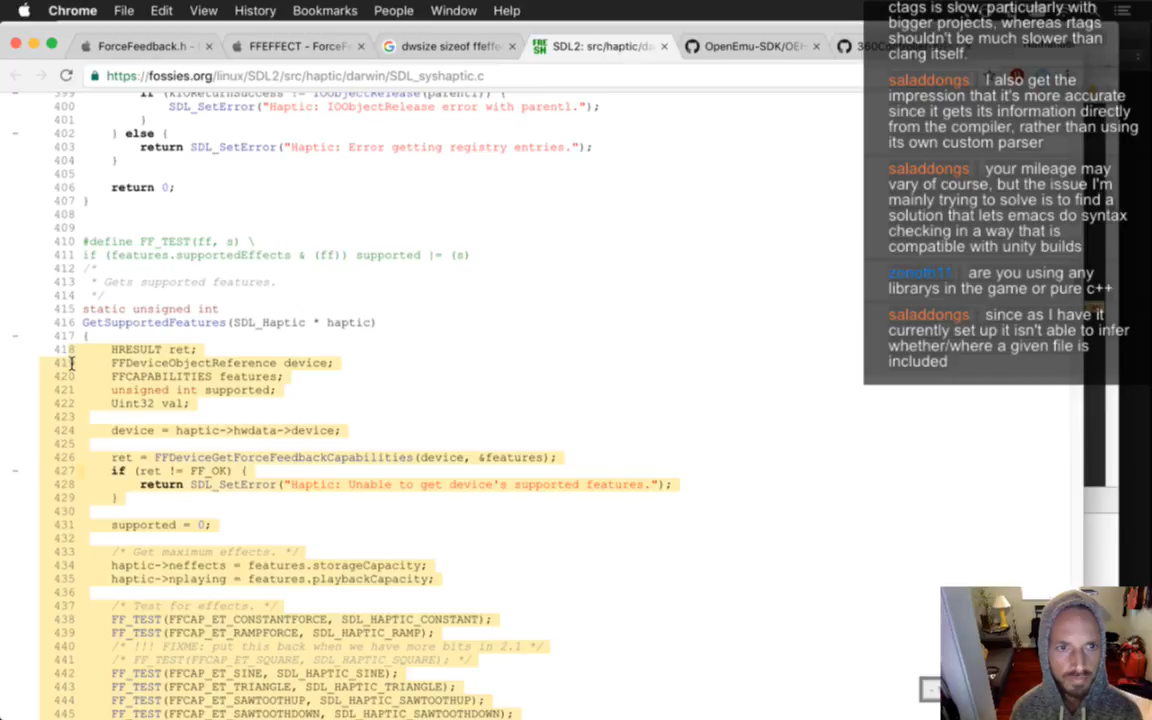 Chrome File Edit View History Bookmarks People Window Help
ForceFeedback.h -
FFEFFECT - ForceF
dwsize sizeof ffeffe
SDL2: src/haptic/da
OpenEmu-SDK/OEH
https://fossies.org/linux/SDL2/src/haptic/darwin/SDL_syshaptic.c
400 SDL_SetError("Haptic: IOObjectRelease error with parent1.");
401 }
402 } else {
403 return SDL_SetError("Haptic: Error getting registry entries.");
404 }
405
406 return 0;
407 }
408
409
410 #define FF_TEST(ff, s) \
411 if (features.supportedEffects & (ff)) supported |= (s)
412 /*
413 * Gets supported features.
414 */
415 static unsigned int
416 GetSupportedFeatures(SDL_Haptic * haptic)
417 {
418 HRESULT ret;
419 FFDeviceObjectReference device;
420 FFCAPABILITIES features;
421 unsigned int supported;
422 Uint32 val;
423
424 device = haptic->hwdata->device;
425
426 ret = FFDeviceGetForceFeedbackCapabilities(device, &features);
427 if (ret != FF_OK) {
428 return SDL_SetError("Haptic: Unable to get device's supported features.");
429 }
430
431 supported = 0;
432
433 /* Get maximum effects. */
434 haptic->neffects = features.storageCapacity;
435 haptic->nplaying = features.playbackCapacity;
436
437 /* Test for effects. */
438 FF_TEST(FFCAP_ET_CONSTANTFORCE, SDL_HAPTIC_CONSTANT);
439 FF_TEST(FFCAP_ET_RAMPFORCE, SDL_HAPTIC_RAMP);
440 /* !!! FIXME: put this back when we have more bits in 2.1 */
441 /* FF_TEST(FFCAP_ET_SQUARE, SDL_HAPTIC_SQUARE); */
442 FF_TEST(FFCAP_ET_SINE, SDL_HAPTIC_SINE);
443 FF_TEST(FFCAP_ET_TRIANGLE, SDL_HAPTIC_TRIANGLE);
444 FF_TEST(FFCAP_ET_SAWTOOTHUP, SDL_HAPTIC_SAWTOOTHUP);
445 FF_TEST(FFCAP_ET_SAWTOOTHDOWN, SDL_HAPTIC_SAWTOOTHDOWN);
ctags is slow, particularly with
bigger projects, whereas rtags
shouldn't be much slower than
clang itself.
saladdongs I also get the
impression that it's more accurate
since it gets its information directly
from the compiler, rather than using
its own custom parser
saladdongs your mileage may
vary of course, but the issue I'm
mainly trying to solve is to find a
solution that lets emacs do syntax
checking in a way that is
compatible with unity builds
are you using any
librarys in the game or pure c++
saladdongs since as I have it
currently set up it isn't able to infer
whether/where a given file is
included